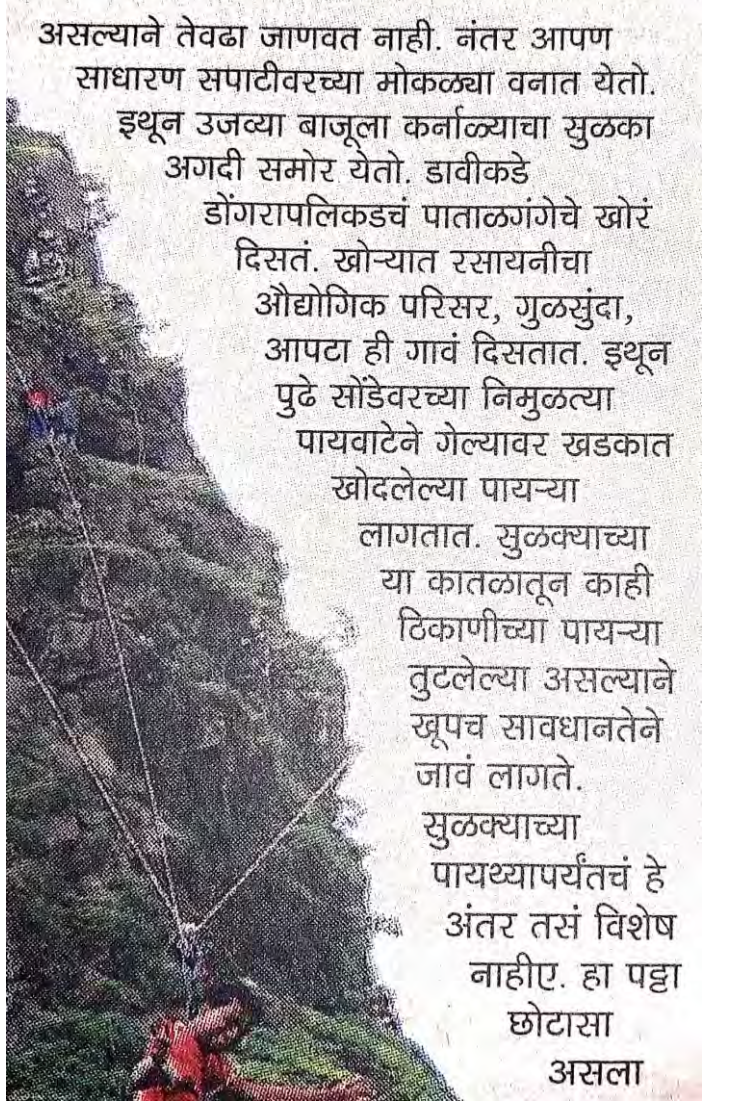 असल्याने तेवढा जाणवत नाही. नंतर आपण
साधारण सपाटीवरच्या मोकळ्या वनात येतो.
इथून उजव्या बाजूला कर्नाळ्याचा सुळका
अगदी समोर येतो. डावीकडे
डोंगरापलिकडचं पाताळगंगेचे खोरं
दिसतं. खोऱ्यात रसायनीचा
औद्योगिक परिसर, गुळसुंदा,
आपटा ही गावं दिसतात. इथून
पुढे सोंडेवरच्या निमुळत्या
पायवाटेने गेल्यावर खडकात
खोदलेल्या पायऱ्या
लागतात. सुळक्याच्या
या कातळातून काही
ठिकाणीच्या पायऱ्या
तुटलेल्या असल्याने
खूपच सावधानतेने
जावं लागते.
सुळक्याच्या
पायथ्यापर्यंतचं हे
अंतर तसं विशेष
नाहीए. हा पट्टा
छोटासा
असला